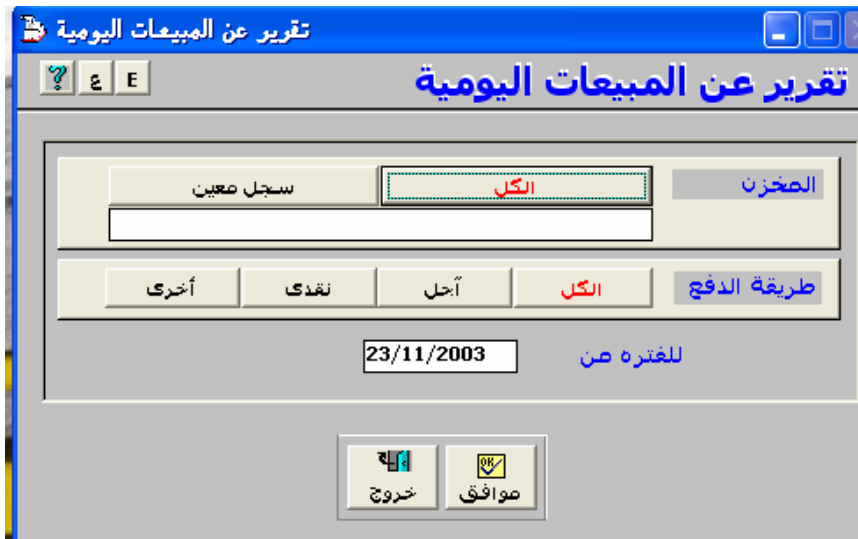 تقرير عن المبيعات اليومية
تقرير عن المبيعات اليومية
E ع ?
المخزن الكل سجل معين
طريقة الدفع الكل آجل نقدى أخرى
للفتره من 23/11/2003
OK
موافق خروج